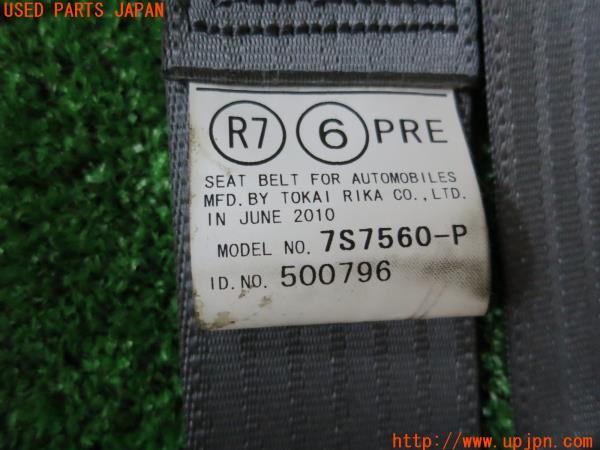 USED PARTS JAPAN
R7 6 PRE
SEAT BELT FOR AUTOMOBILES
MFD.BY TOKAI RIKA CO.,LTD.
IN JUNE 2010
MODEL NO. 7S7560-P
ID.NO. 500796
http://www.upjpn.com/